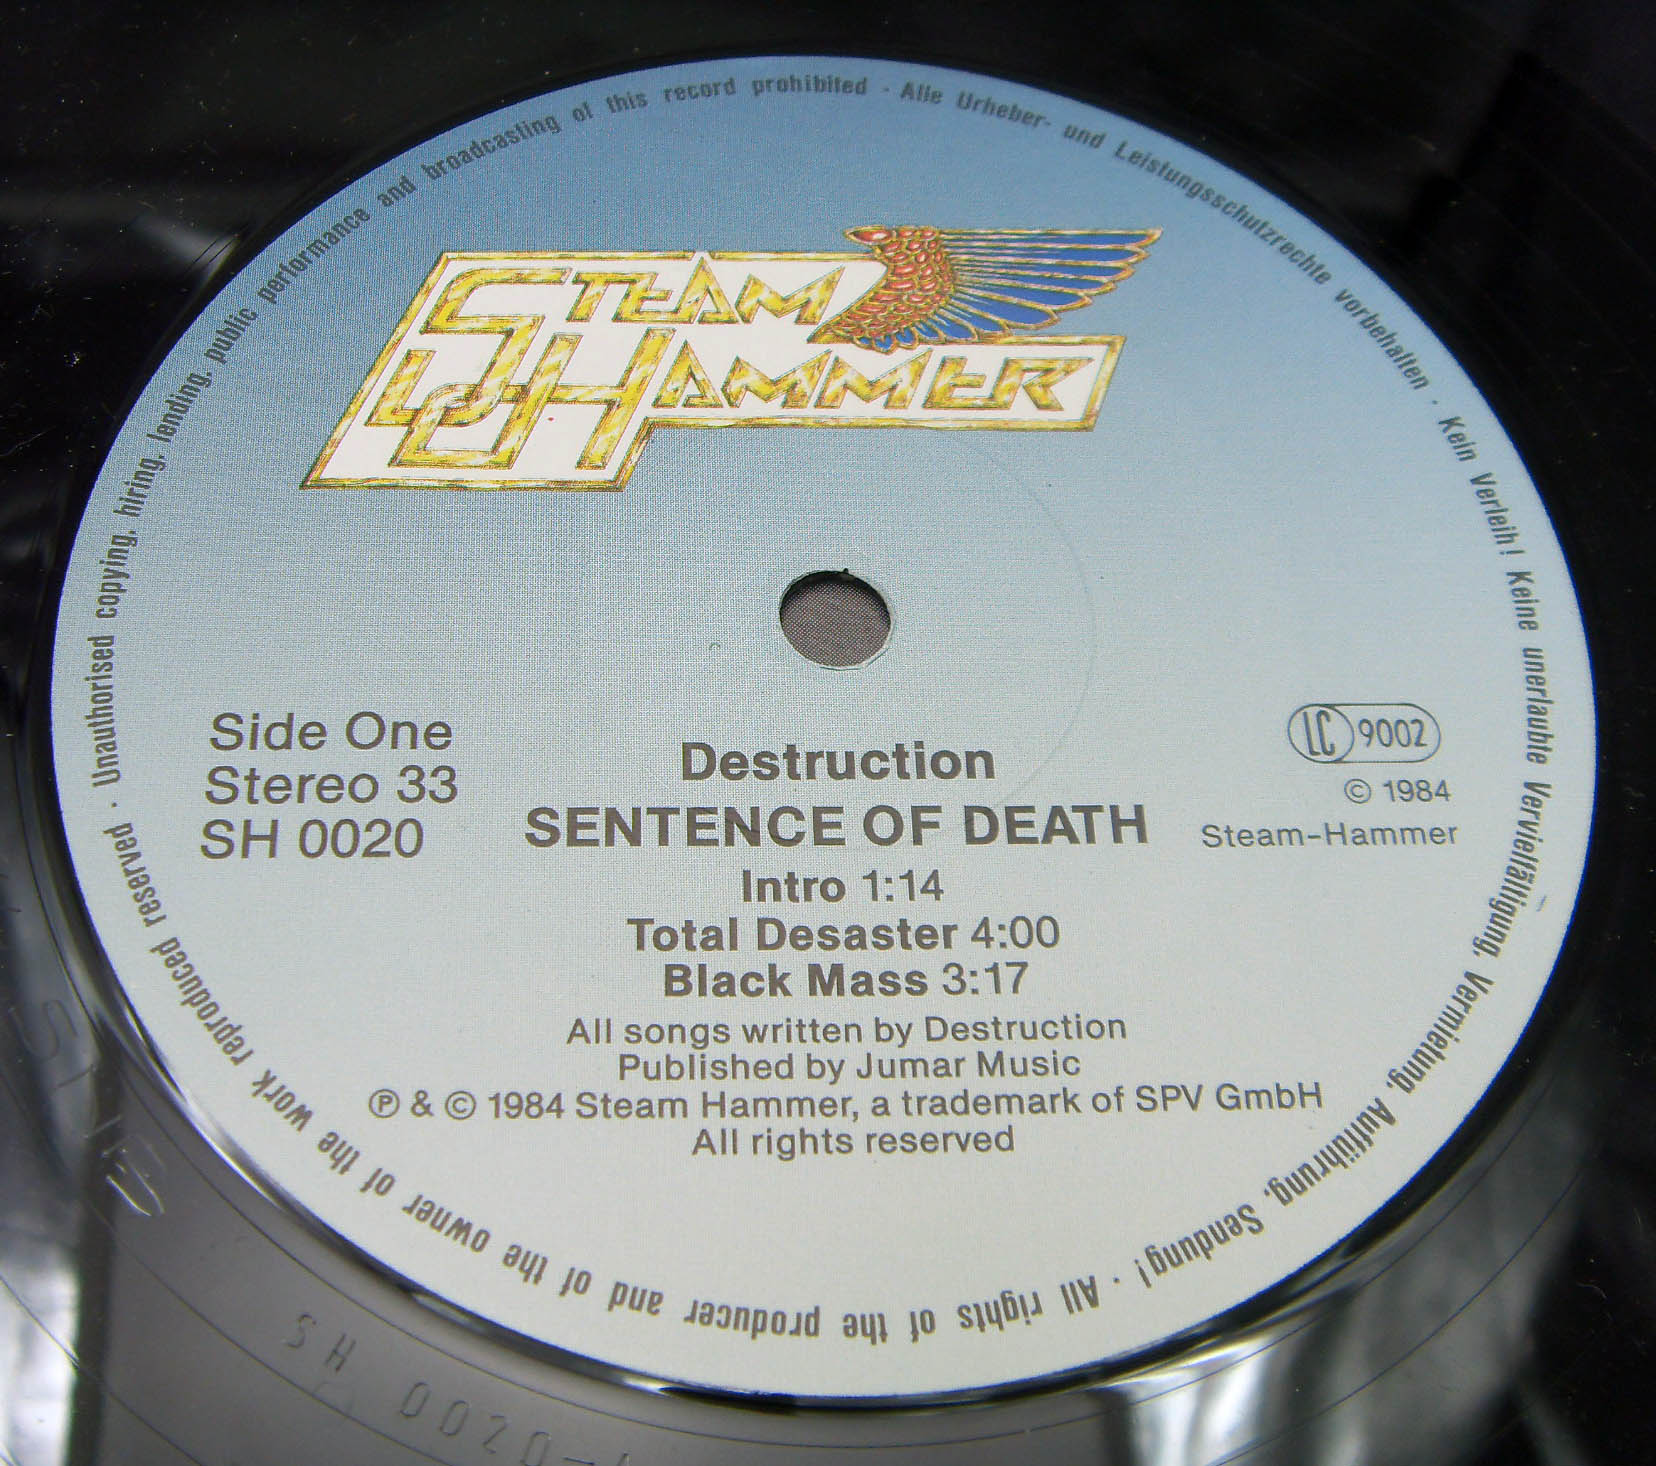 STEAM
HAMMER
Side One
Stereo 33
SH 0020
Destruction
SENTENCE OF DEATH
Intro 1:14
Total Desaster 4:00
Black Mass 3:17
All songs written by Destruction
Published by Jumar Music
Ⓟ & © 1984 Steam Hammer, a trademark of SPV GmbH
All rights reserved
LC 9002
© 1984
Steam-Hammer
All rights of the producer and of the owner of the work reproduced reserved · Unauthorised copying, hiring, lending, public performance and broadcasting of this record prohibited · Alle Urheber- und Leistungsschutzrechte vorbehalten · Kein Verleih! Keine unerlaubte Vervielfältigung, Vermietung, Aufführung, Sendung! ·
SH 0020-